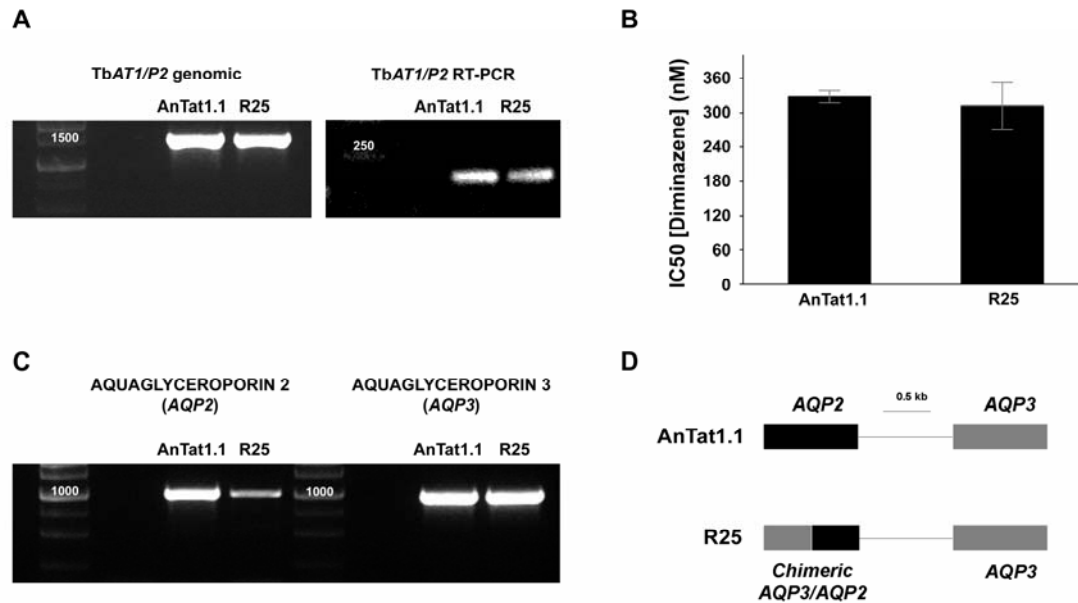 A
TbAT1/P2 genomic
AnTat1.1 R25
1500
TbAT1/P2 RT-PCR
AnTat1.1 R25
250
B
IC50 [Diminazene] (nM)
360
300
240
180
120
60
0
AnTat1.1 R25
C
AQUAGLYCEROPORIN 2
(AQP2)
AnTat1.1 R25
1000
AQUAGLYCEROPORIN 3
(AQP3)
AnTat1.1 R25
1000
D
AQP2 0.5 kb AQP3
AnTat1.1
R25
Chimeric
AQP3/AQP2
AQP3